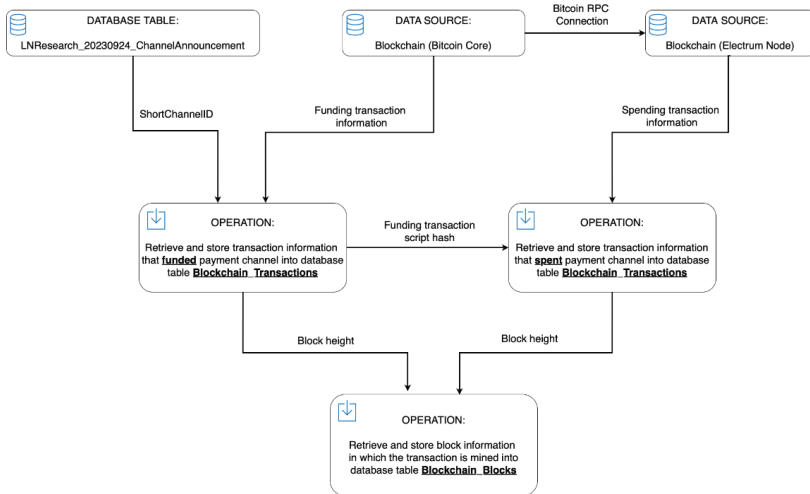 DATABASE TABLE:
LNResearch_20230924_ChannelAnnouncement
DATA SOURCE:
Blockchain (Bitcoin Core)
Bitcoin RPC
Connection
DATA SOURCE:
Blockchain (Electrum Node)
ShortChannelID
Funding transaction
information
Spending transaction
information
OPERATION:
Retrieve and store transaction information
that funded payment channel into database
table Blockchain_Transactions
Funding transaction
script hash
OPERATION:
Retrieve and store transaction information
that spent payment channel into database
table Blockchain_Transactions
Block height
Block height
OPERATION:
Retrieve and store block information
in which the transaction is mined into
database table Blockchain_Blocks